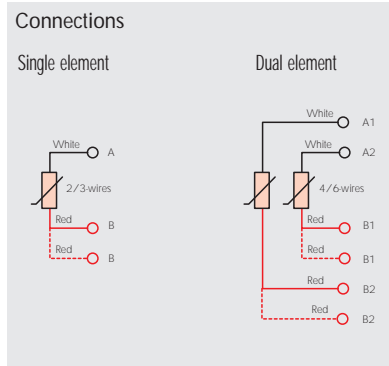 Connections
Single element
White
A
2/3-wires
Red
B
Red
B
Dual element
White
A1
White
A2
4/6-wires
Red
B1
Red
B1
Red
B2
Red
B2